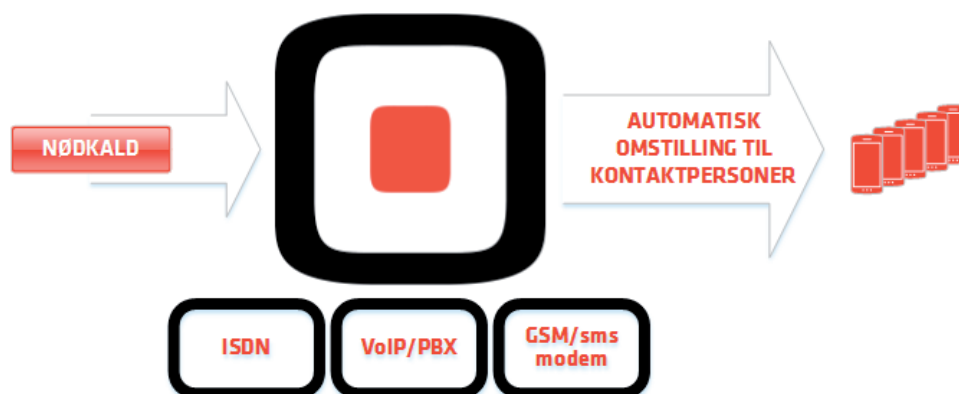 NØDKALD
AUTOMATISK
OMSTILLING TIL
KONTAKTPERSONER
ISDN
VoIP/PBX
GSM/sms
modem